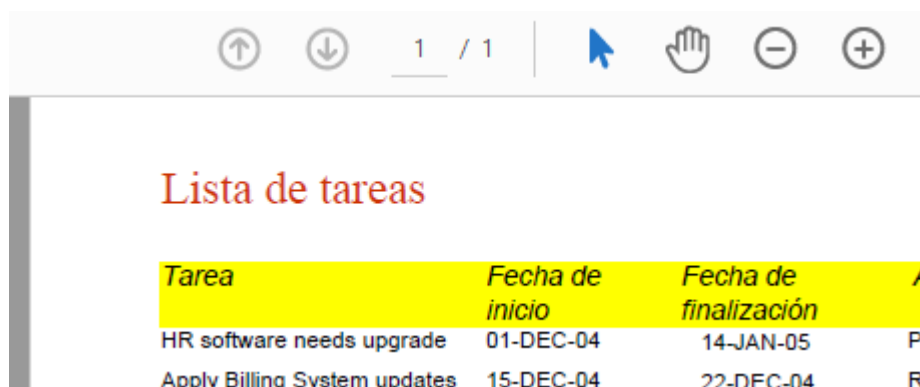 1 / 1
Lista de tareas
Tarea Fecha de inicio Fecha de finalización
HR software needs upgrade 01-DEC-04 14-JAN-05
Apply Billing System updates 15-DEC-04 22-DEC-04